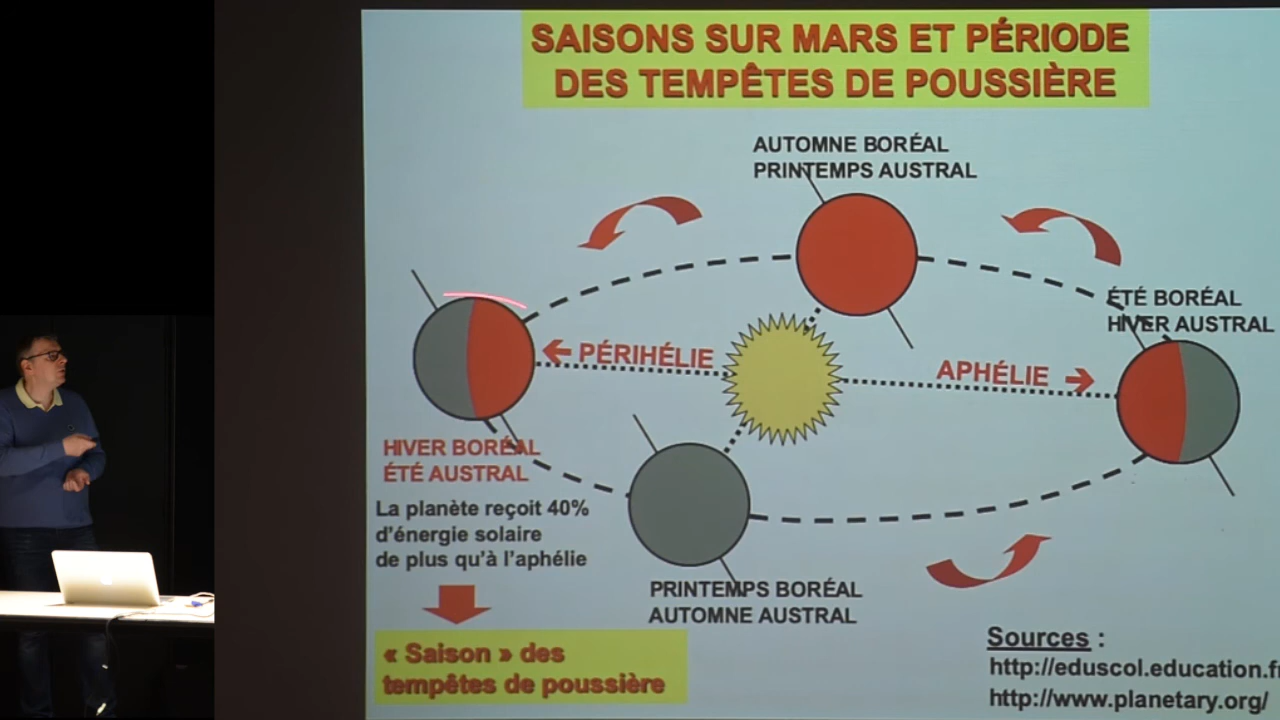 SAISONS SUR MARS ET PÉRIODE
DES TEMPÊTES DE POUSSIÈRE
AUTOMNE BORÉAL
PRINTEMPS AUSTRAL
ÉTÉ BORÉAL
HIVER AUSTRAL
PÉRIHÉLIE
APHÉLIE
HIVER BORÉAL
ÉTÉ AUSTRAL
La planète reçoit 40%
d'énergie solaire
de plus qu'à l'aphélie
PRINTEMPS BORÉAL
AUTOMNE AUSTRAL
« Saison » des
tempêtes de poussière
Sources :
http://eduscol.education.fr
http://www.planetary.org/